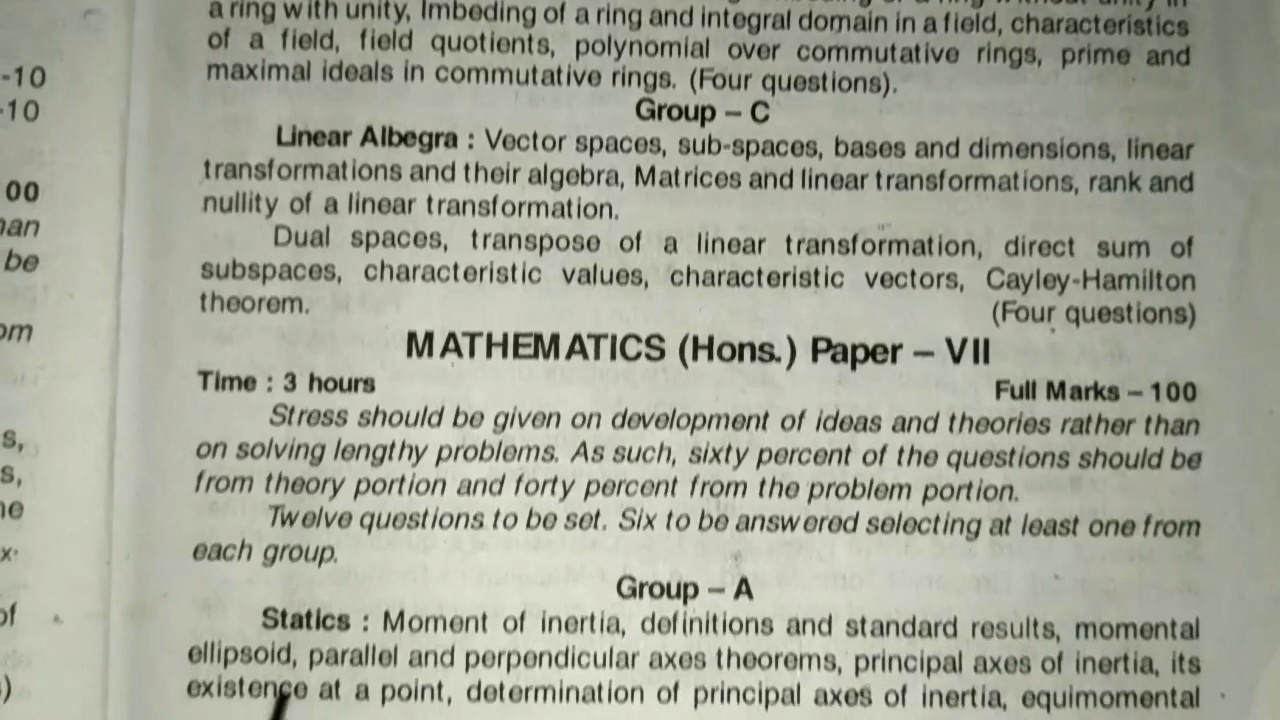 a ring with unity, Imbeding of a ring and integral domain in a field, characteristics
of a field, field quotients, polynomial over commutative rings, prime and
maximal ideals in commutative rings. (Four questions).
Group – C
Linear Albegra : Vector spaces, sub-spaces, bases and dimensions, linear
transformations and their algebra, Matrices and linear transformations, rank and
nullity of a linear transformation.
Dual spaces, transpose of a linear transformation, direct sum of
subspaces, characteristic values, characteristic vectors, Cayley-Hamilton
theorem. (Four questions)
MATHEMATICS (Hons.) Paper – VII
Time : 3 hours Full Marks – 100
Stress should be given on development of ideas and theories rather than
on solving lengthy problems. As such, sixty percent of the questions should be
from theory portion and forty percent from the problem portion.
Twelve questions to be set. Six to be answered selecting at least one from
each group.
Group – A
Statics : Moment of inertia, definitions and standard results, momental
ellipsoid, parallel and perpendicular axes theorems, principal axes of inertia, its
existence at a point, determination of principal axes of inertia, equimomental
-10
-10
00
be
s,
s,
of